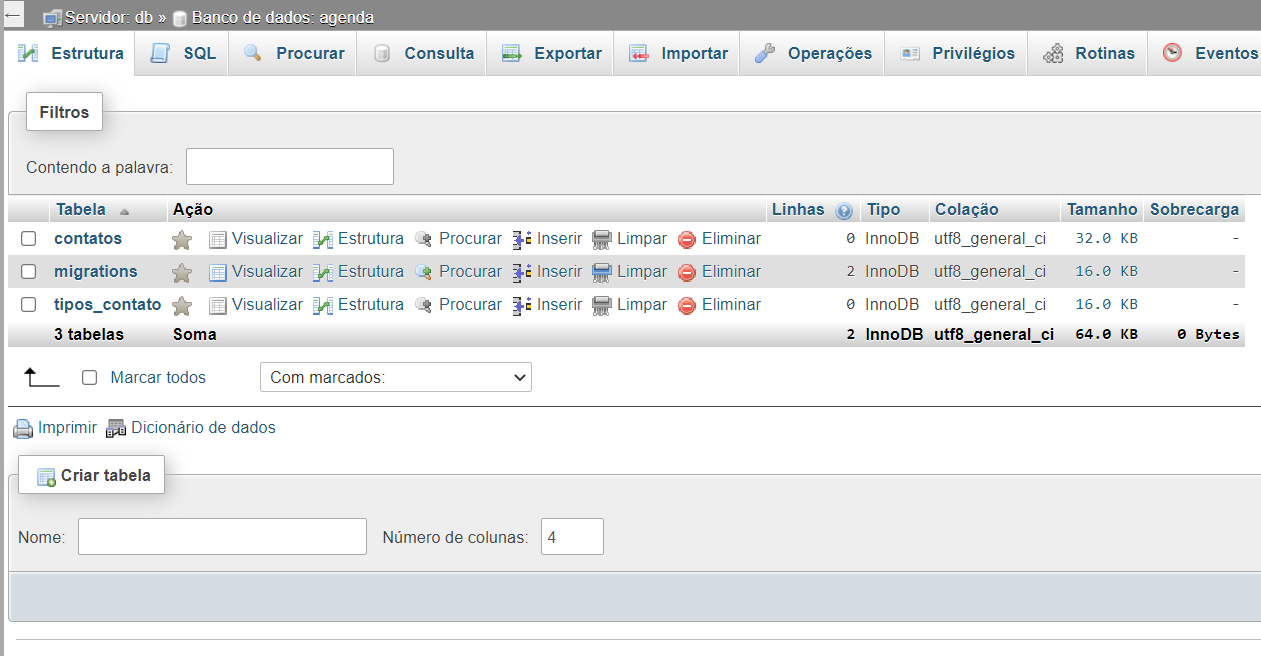 Servidor: db » Banco de dados: agenda
Estrutura SQL Procurar Consulta Exportar Importar Operações Privilégios Rotinas Eventos
Filtros
Contendo a palavra:
Tabela Ação Linhas Tipo Colação Tamanho Sobrecarga
contatos Visualizar Estrutura Procurar Inserir Limpar Eliminar 0 InnoDB utf8_general_ci 32.0 KB -
migrations Visualizar Estrutura Procurar Inserir Limpar Eliminar 2 InnoDB utf8_general_ci 16.0 KB -
tipos_contato Visualizar Estrutura Procurar Inserir Limpar Eliminar 0 InnoDB utf8_general_ci 16.0 KB -
3 tabelas Soma 2 InnoDB utf8_general_ci 64.0 KB 0 Bytes
Marcar todos Com marcados:
Imprimir Dicionário de dados
Criar tabela
Nome: Número de colunas: 4